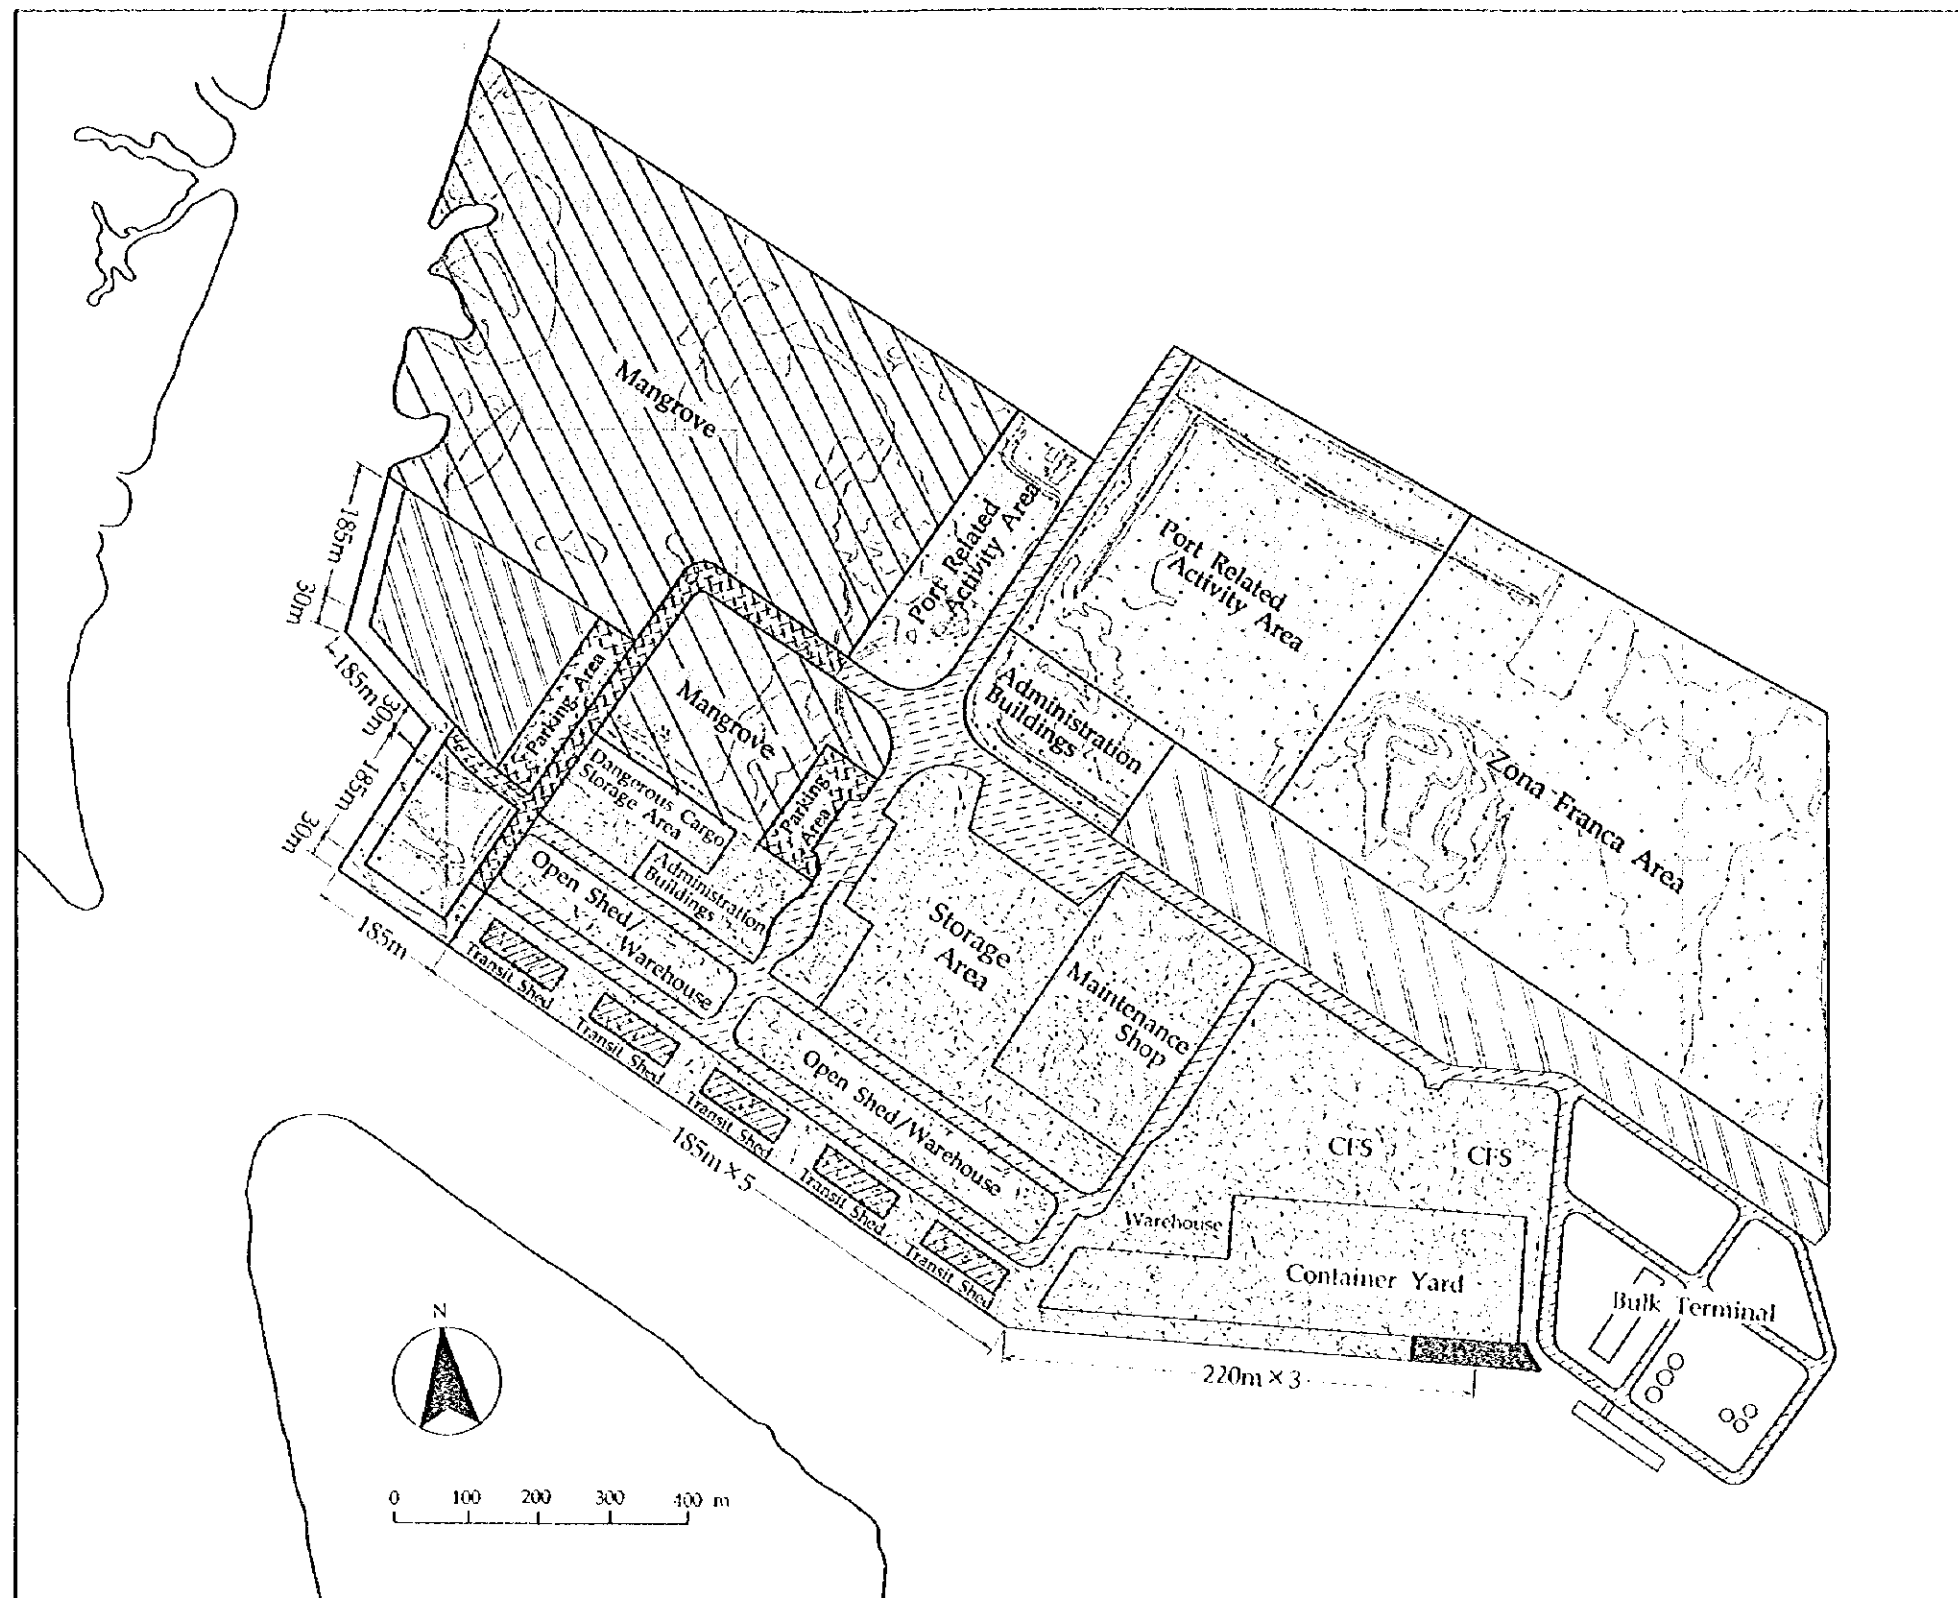 Mangrove
Port Related
Activity Area
Port Related
Activity Area
185m
30m
185m
30m
185m
30m
185m
Parking Area
Mangrove
Administration
Buildings
Zona Franca Area
Dangerous Cargo
Storage
Area
Parking
Area
Administration
Buildings
Open Shed/
Warehouse
Storage
Area
Maintenance
Shop
Transit Shed
Transit Shed
Transit Shed
Transit Shed
Transit Shed
Open Shed/Warehouse
185m×5
CFS
CFS
Warehouse
Container Yard
Bulk Terminal
220m×3
N
0 100 200 300 400 m